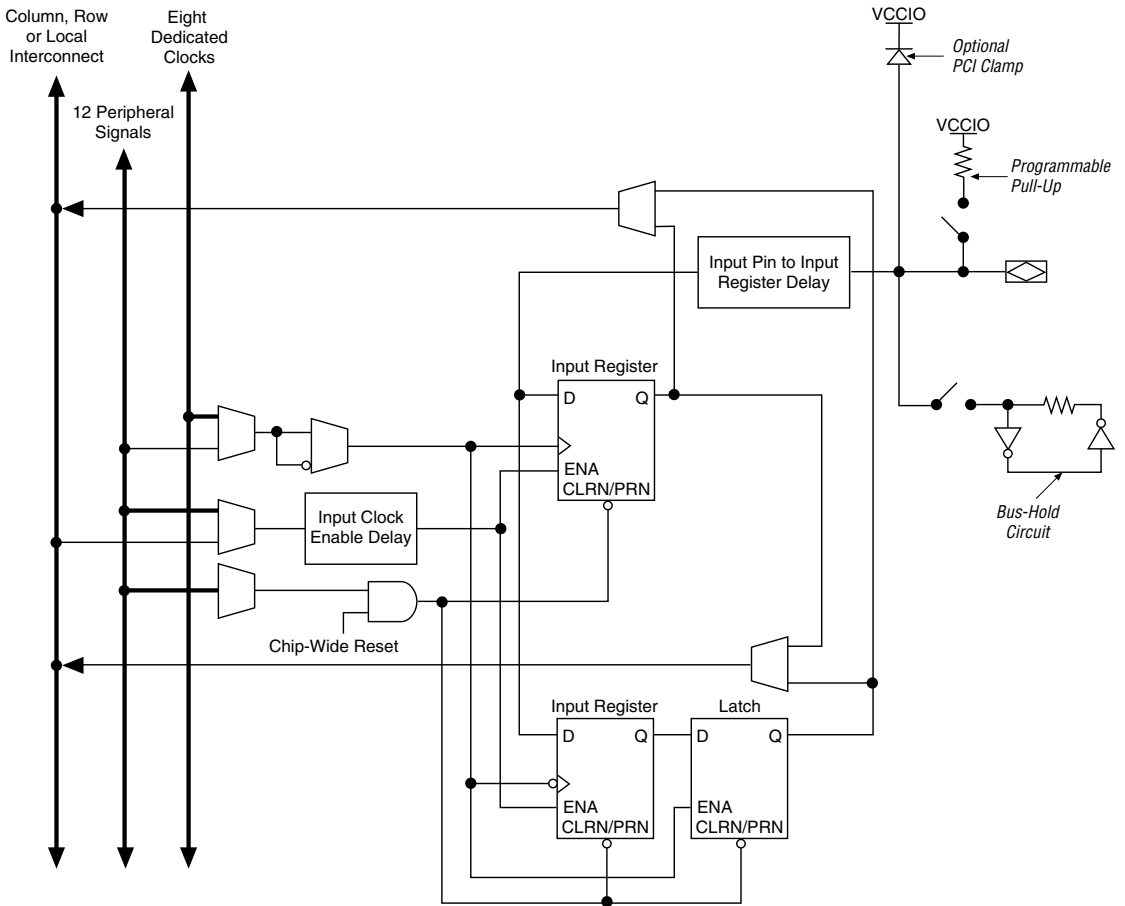 Column, Row
or Local
Interconnect
Eight
Dedicated
Clocks
12 Peripheral
Signals
VCCIO
Optional
PCI Clamp
VCCIO
Programmable
Pull-Up
Input Pin to Input
Register Delay
Input Register
D
Q
ENA
CLRN/PRN
Input Clock
Enable Delay
Bus-Hold
Circuit
Chip-Wide Reset
Input Register
D
Q
ENA
CLRN/PRN
Latch
D
Q
ENA
CLRN/PRN